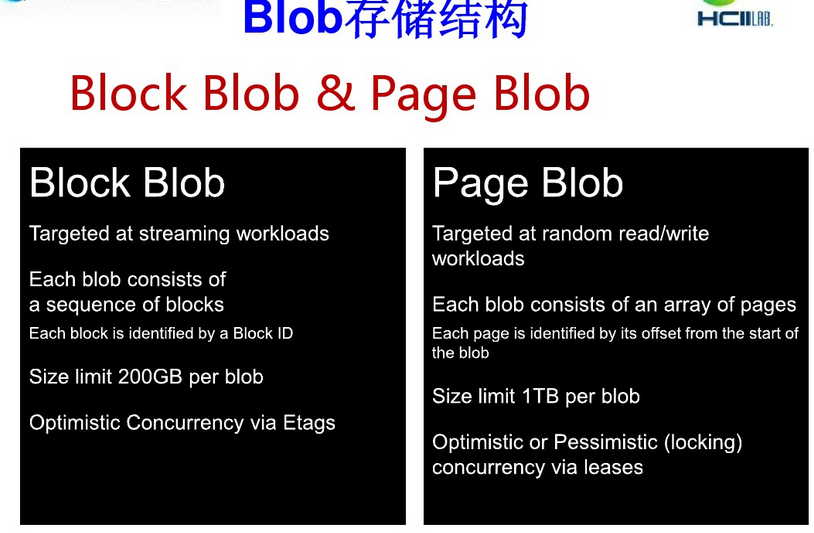 Blob存储结构
HCII LAB.
Block Blob & Page Blob
Block Blob
Targeted at streaming workloads
Each blob consists of
a sequence of blocks
Each block is identified by a Block ID
Size limit 200GB per blob
Optimistic Concurrency via Etags
Page Blob
Targeted at random read/write
workloads
Each blob consists of an array of pages
Each page is identified by its offset from the start of
the blob
Size limit 1TB per blob
Optimistic or Pessimistic (locking)
concurrency via leases